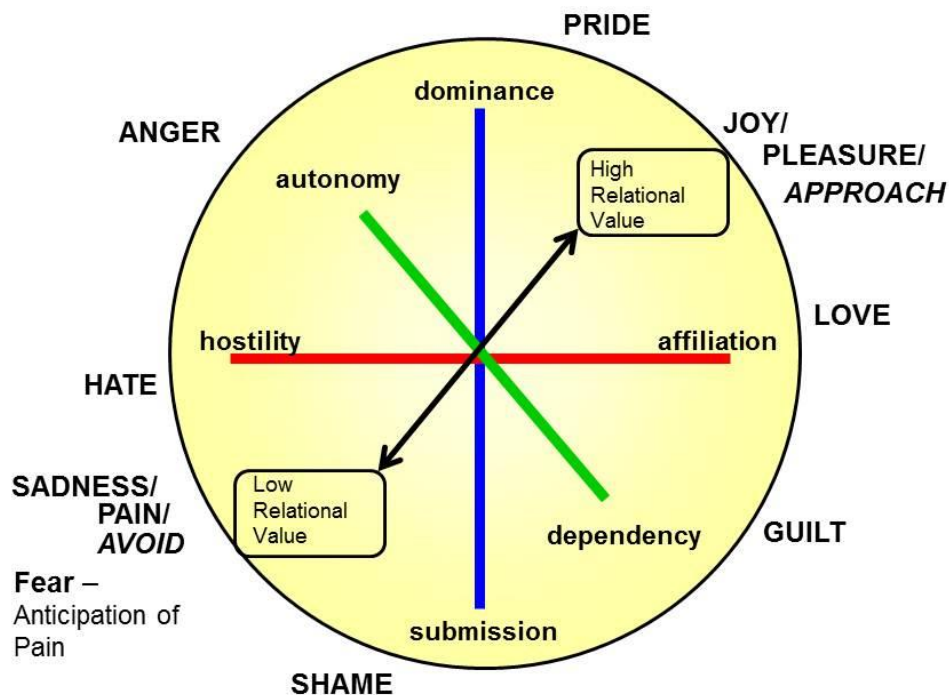 PRIDE
dominance
JOY/
PLEASURE/
APPROACH
ANGER
autonomy
High
Relational
Value
LOVE
hostility
affiliation
HATE
SADNESS/
PAIN/
AVOID
Low
Relational
Value
dependency
GUILT
Fear –
Anticipation of
Pain
submission
SHAME